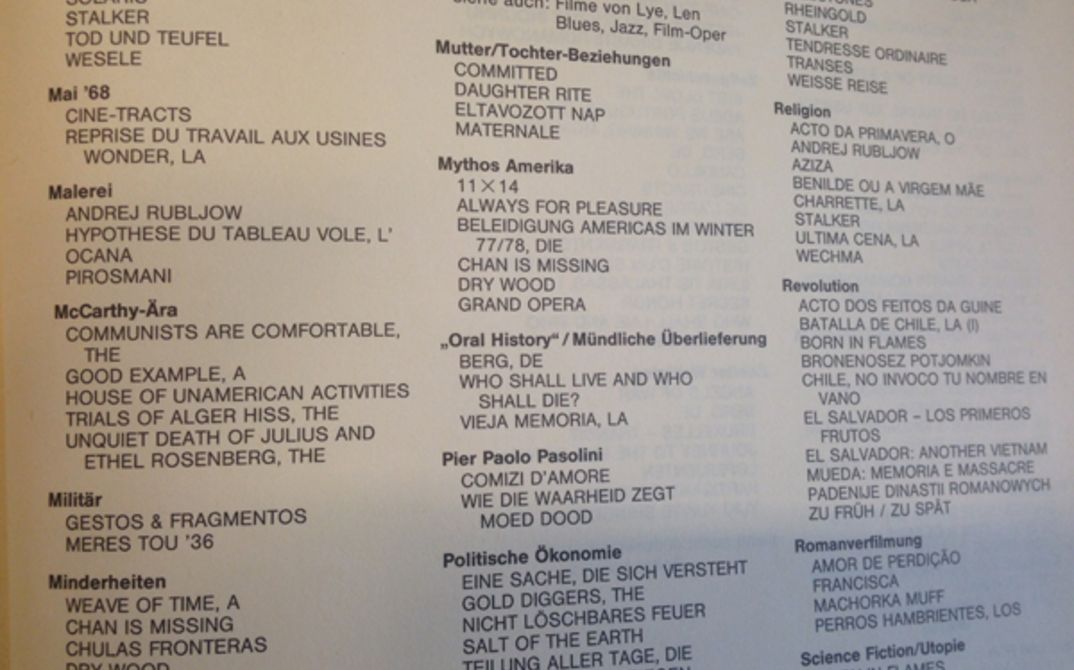 SOLARIS
STALKER
TOD UND TEUFEL
WESELE
Mai '68
CINE-TRACTS
REPRISE DU TRAVAIL AUX USINES
WONDER, LA
Malerei
ANDREJ RUBLJOW
HYPOTHESE DU TABLEAU VOLE, L'
OCANA
PIROSMANI
McCarthy-Ära
COMMUNISTS ARE COMFORTABLE,
THE
GOOD EXAMPLE, A
HOUSE OF UNAMERICAN ACTIVITIES
TRIALS OF ALGER HISS, THE
UNQUIET DEATH OF JULIUS AND
ETHEL ROSENBERG, THE
Militär
GESTOS & FRAGMENTOS
MERES TOU '36
Minderheiten
WEAVE OF TIME, A
CHAN IS MISSING
CHULAS FRONTERAS
DRY WOOD
Siehe auch: Filme von Lye, Len
Blues, Jazz, Film-Oper
Mutter/Tochter-Beziehungen
COMMITTED
DAUGHTER RITE
ELTAVOZOTT NAP
MATERNALE
Mythos Amerika
11×14
ALWAYS FOR PLEASURE
BELEIDIGUNG AMERICAS IM WINTER
77/78, DIE
CHAN IS MISSING
DRY WOOD
GRAND OPERA
„Oral History"/Mündliche Überlieferung
BERG, DE
WHO SHALL LIVE AND WHO
SHALL DIE?
VIEJA MEMORIA, LA
Pier Paolo Pasolini
COMIZI D'AMORE
WIE DIE WAARHEID ZEGT
MOED DOOD
Politische Ökonomie
EINE SACHE, DIE SICH VERSTEHT
GOLD DIGGERS, THE
NICHT LÖSCHBARES FEUER
SALT OF THE EARTH
TEILUNG ALLER TAGE, DIE
RHEINGOLD
STALKER
TENDRESSE ORDINAIRE
TRANSES
WEISSE REISE
Religion
ACTO DA PRIMAVERA, O
ANDREJ RUBLJOW
AZIZA
BENILDE OU A VIRGEM MÃE
CHARRETTE, LA
STALKER
ULTIMA CENA, LA
WECHMA
Revolution
ACTO DOS FEITOS DA GUINE
BATALLA DE CHILE, LA (I)
BORN IN FLAMES
BRONENOSEZ POTJOMKIN
CHILE, NO INVOCO TU NOMBRE EN
VANO
EL SALVADOR – LOS PRIMEROS
FRUTOS
EL SALVADOR: ANOTHER VIETNAM
MUEDA: MEMORIA E MASSACRE
PADENIJE DINASTII ROMANOWYCH
ZU FRÜH / ZU SPÄT
Romanverfilmung
AMOR DE PERDIÇÃO
FRANCISCA
MACHORKA MUFF
PERROS HAMBRIENTES, LOS
Science Fiction/Utopie
FLAMES